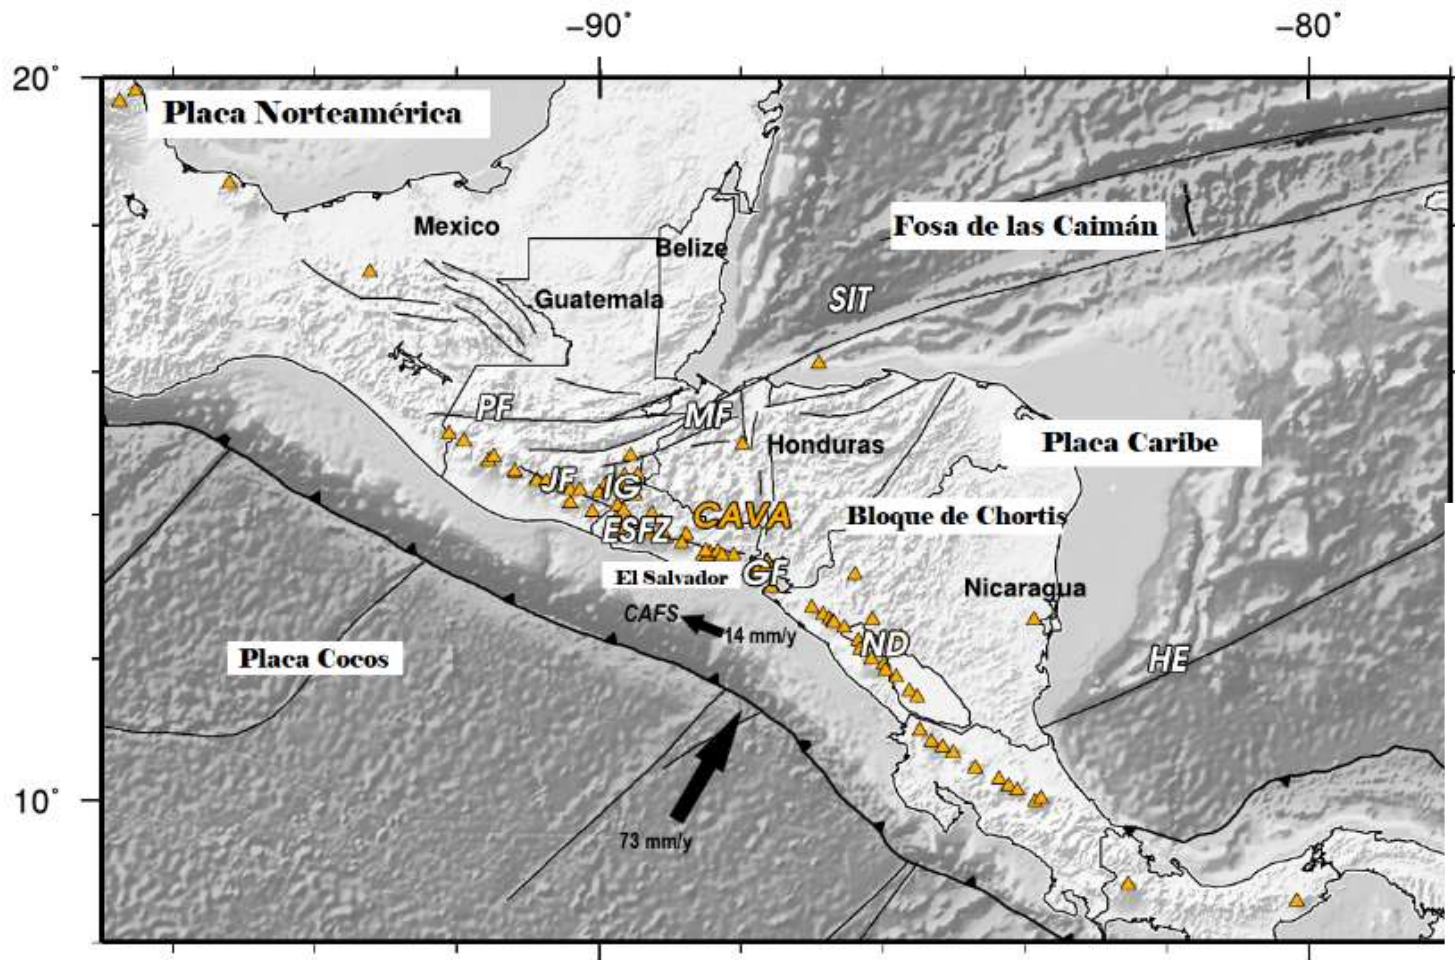 -90°
-80°
20°
Placa Norteamérica
Mexico
Belize
Fosa de las Caimán
Guatemala
SIT
PF
MF
Honduras
Placa Caribe
JF
IG
CAVA
Bloque de Chortis
ESFZ
El Salvador
GF
Nicaragua
CAFS
14 mm/y
ND
Placa Cocos
HE
10°
73 mm/y